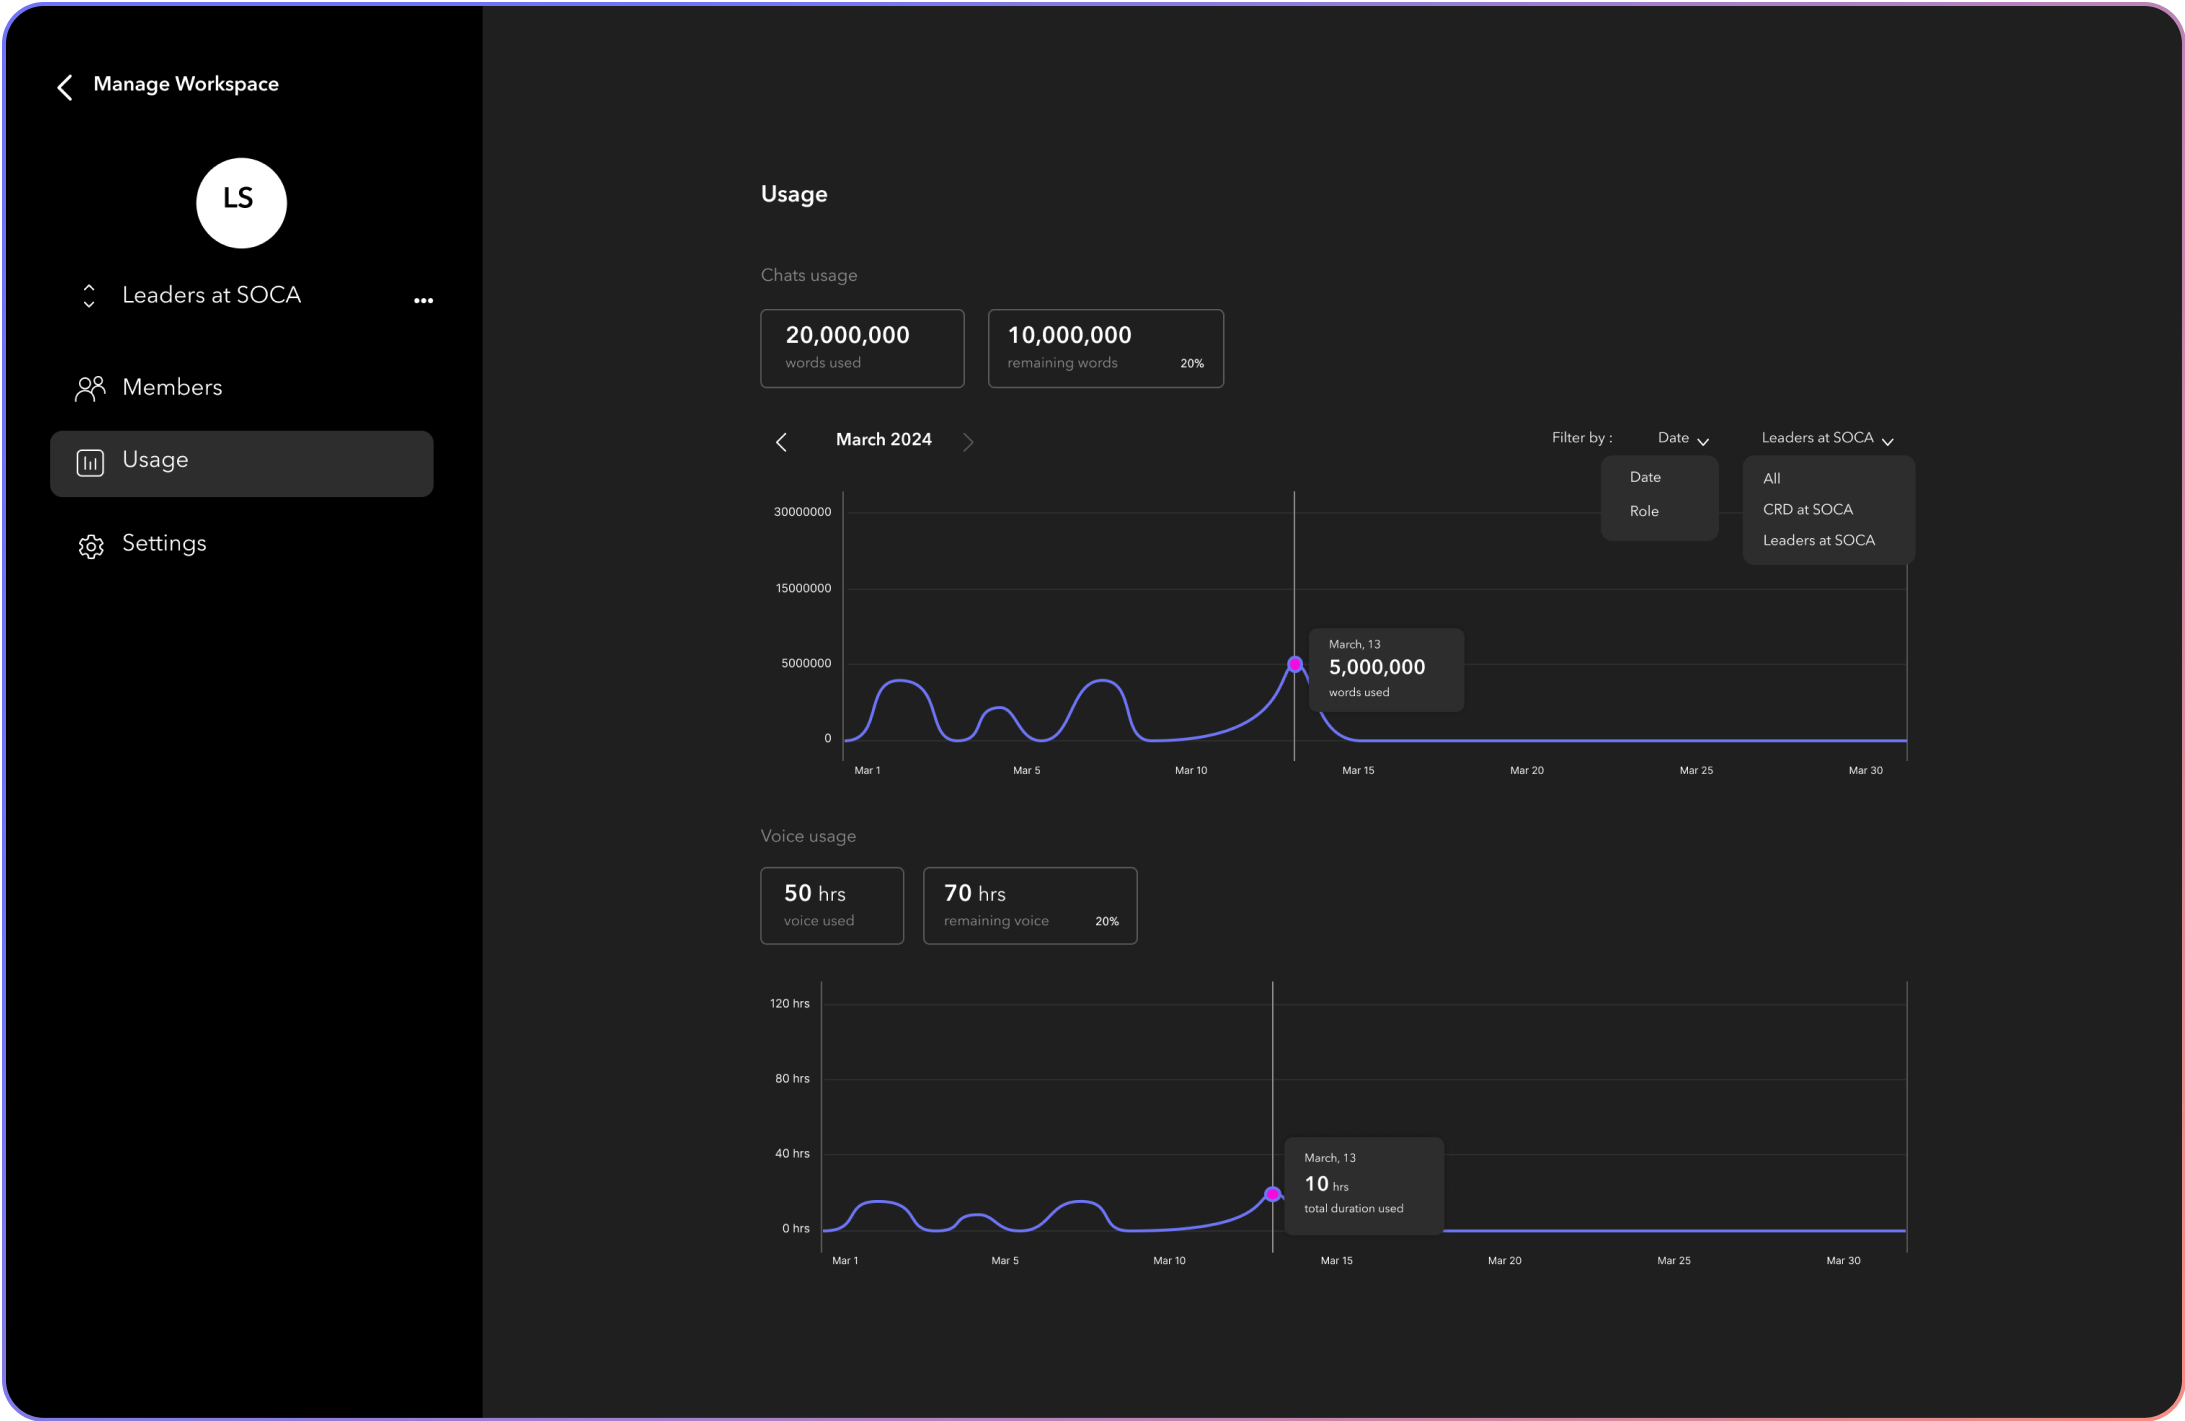 Manage Workspace
LS
Leaders at SOCA
Members
Usage
Settings
Usage
Chats usage
20,000,000
words used
10,000,000
remaining words 20%
March 2024
Filter by : Date Leaders at SOCA
Date
Role
All
CRD at SOCA
Leaders at SOCA
30000000
15000000
5000000
0
March, 13
5,000,000
words used
Mar 1 Mar 5 Mar 10 Mar 15 Mar 20 Mar 25 Mar 30
Voice usage
50 hrs
voice used
70 hrs
remaining voice 20%
120 hrs
80 hrs
40 hrs
0 hrs
March, 13
10 hrs
total duration used
Mar 1 Mar 5 Mar 10 Mar 15 Mar 20 Mar 25 Mar 30